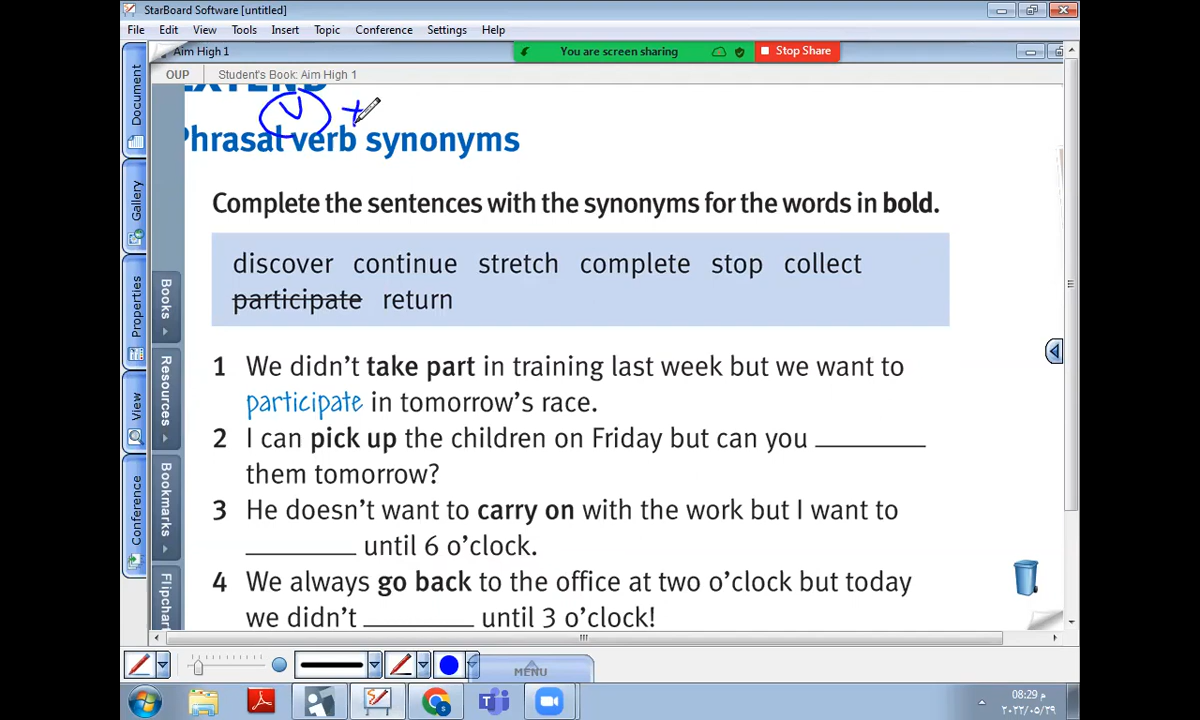 StarBoard Software [untitled]
File Edit View Tools Insert Topic Conference Settings Help
Aim High 1
You are screen sharing
Stop Share
OUP Student's Book: Aim High 1
EXTEND
V +
Phrasal verb synonyms
Complete the sentences with the synonyms for the words in bold.
discover continue stretch complete stop collect
participate return
1 We didn't take part in training last week but we want to
participate in tomorrow's race.
2 I can pick up the children on Friday but can you ________
them tomorrow?
3 He doesn't want to carry on with the work but I want to
________ until 6 o'clock.
4 We always go back to the office at two o'clock but today
we didn't ________ until 3 o'clock!
Document
Gallery
Properties
View
Conference
Books
Resources
Bookmarks
Flipchart
MENU
08:29 م
٢٠٢٢/٠٥/٢٩